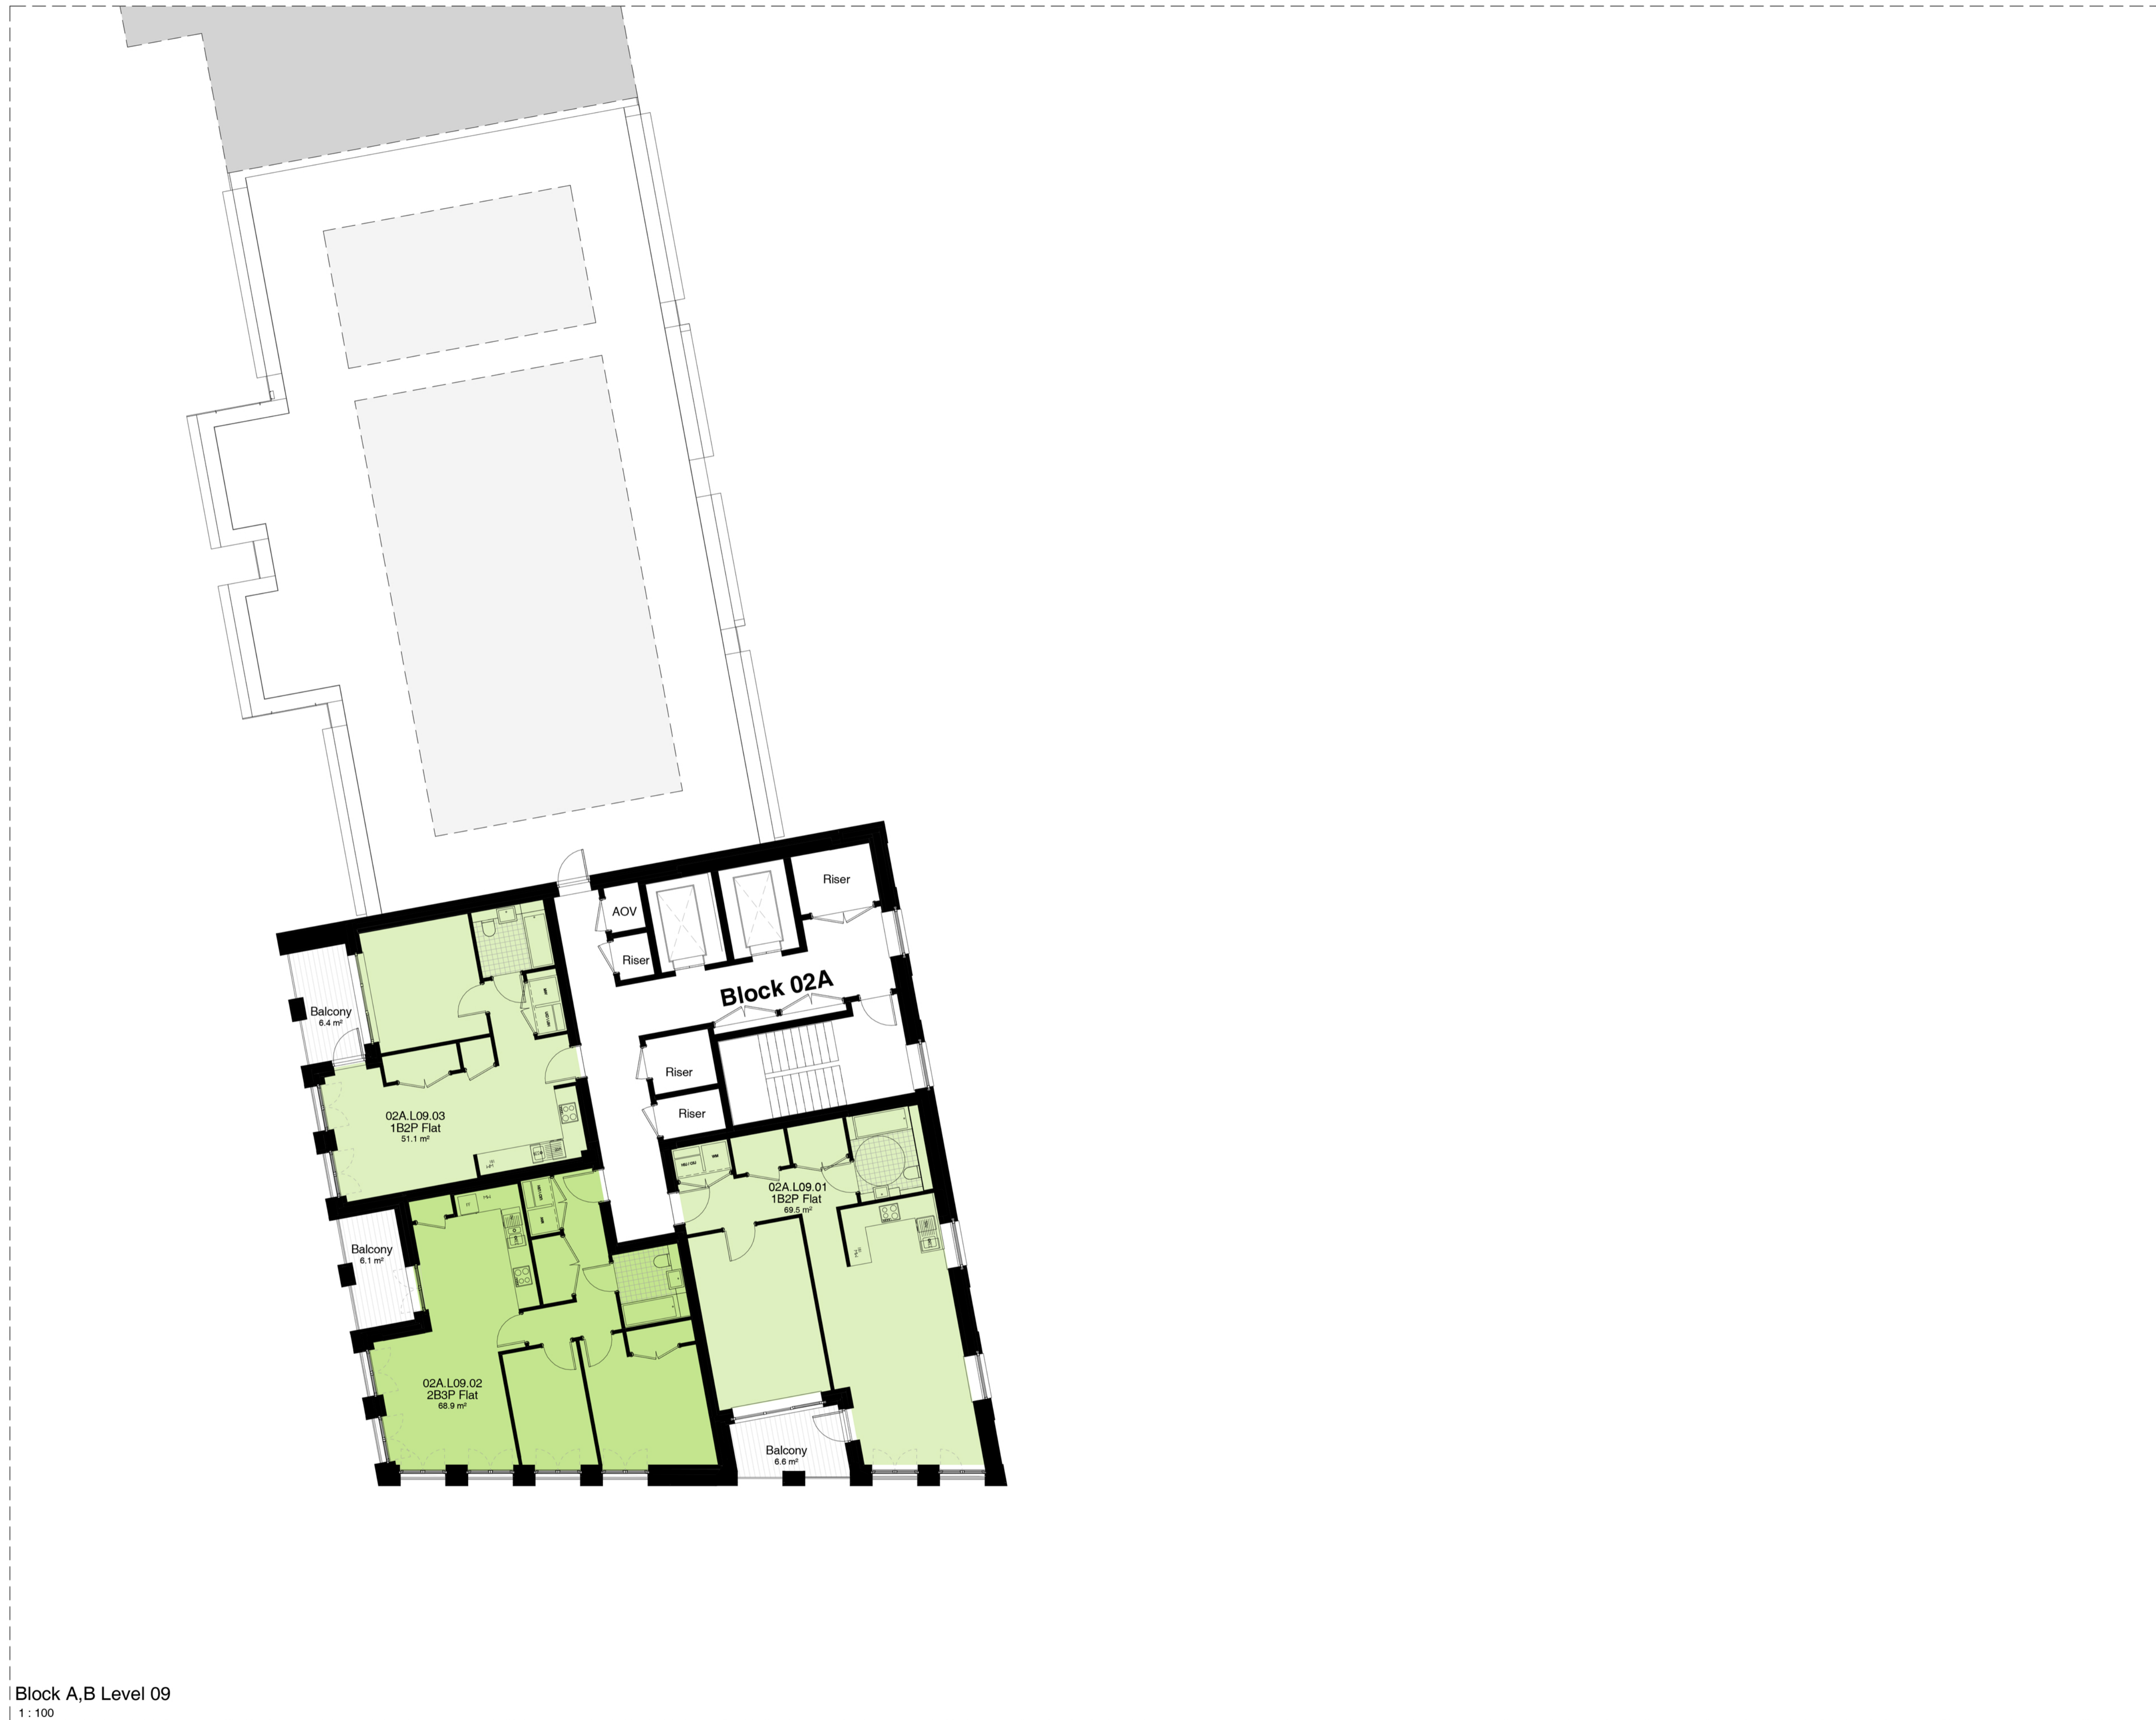 Riser
AOV
Riser
Block 02A
Balcony
6.4 m²
Riser
Riser
02A.L09.03
1B2P Flat
51.1 m²
02A.L09.01
1B2P Flat
69.5 m²
Balcony
6.1 m²
02A.L09.02
2B3P Flat
68.9 m²
Balcony
6.6 m²
Block A,B Level 09
1 : 100